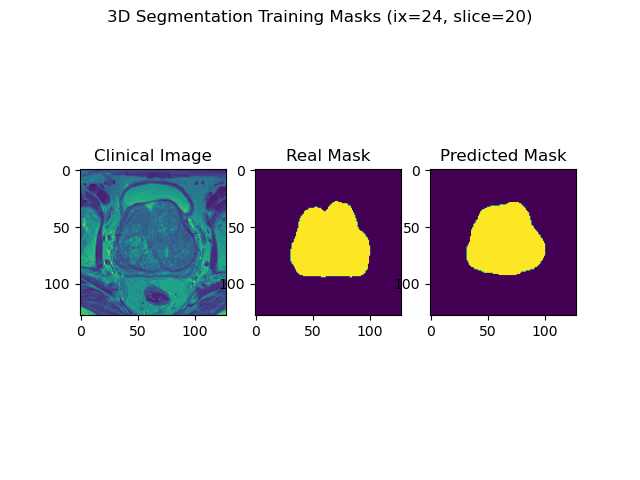 3D Segmentation Training Masks (ix=24, slice=20)
Clinical Image Real Mask Predicted Mask
0 0 0
50 50 50
100 100 100
0 50 100 0 50 100 0 50 100